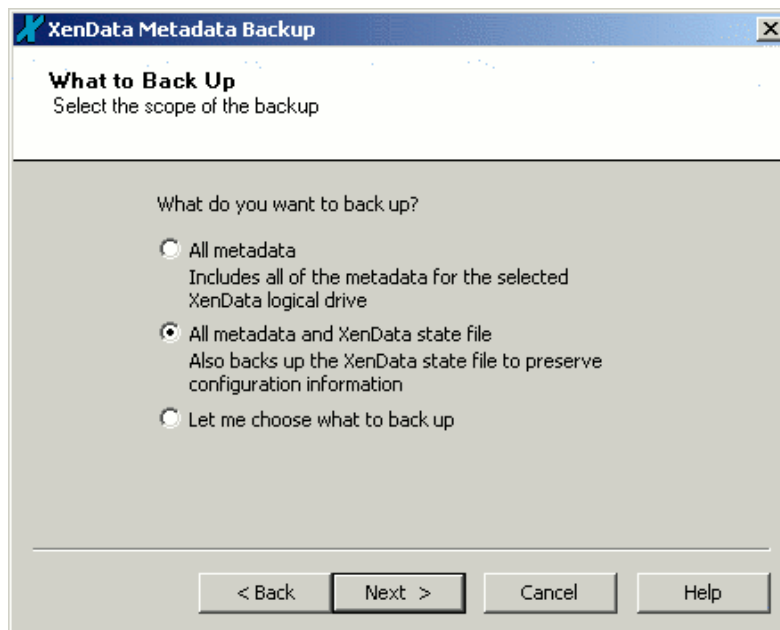 XenData Metadata Backup
What to Back Up
Select the scope of the backup
What do you want to back up?
All metadata
Includes all of the metadata for the selected
XenData logical drive
All metadata and XenData state file
Also backs up the XenData state file to preserve
configuration information
Let me choose what to back up
< Back
Next >
Cancel
Help